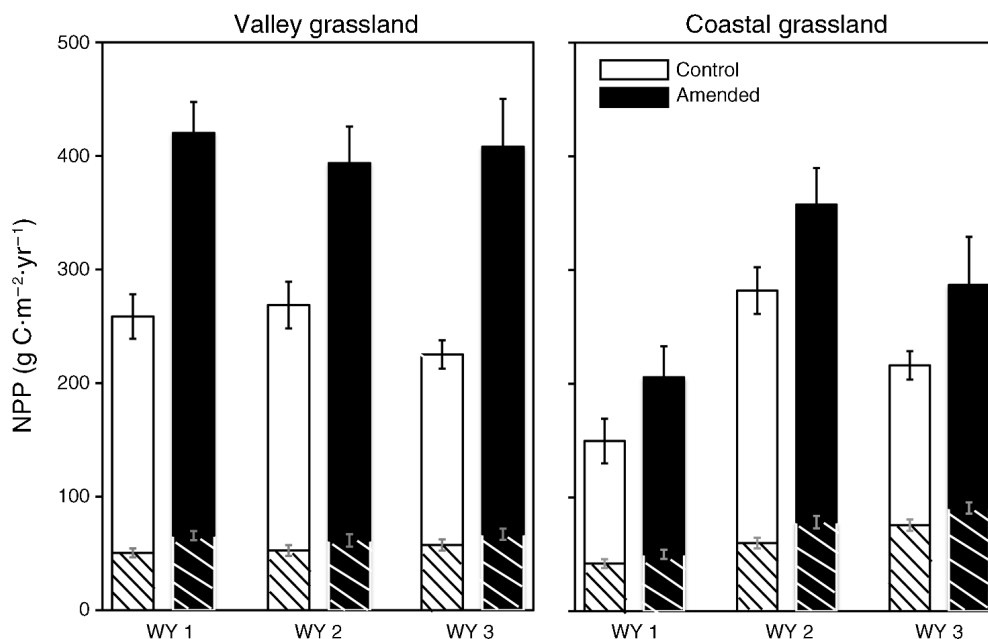 Valley grassland
Coastal grassland
500
400
300
200
100
0
NPP (g C·m⁻²·yr⁻¹)
Control
Amended
WY 1
WY 2
WY 3
WY 1
WY 2
WY 3